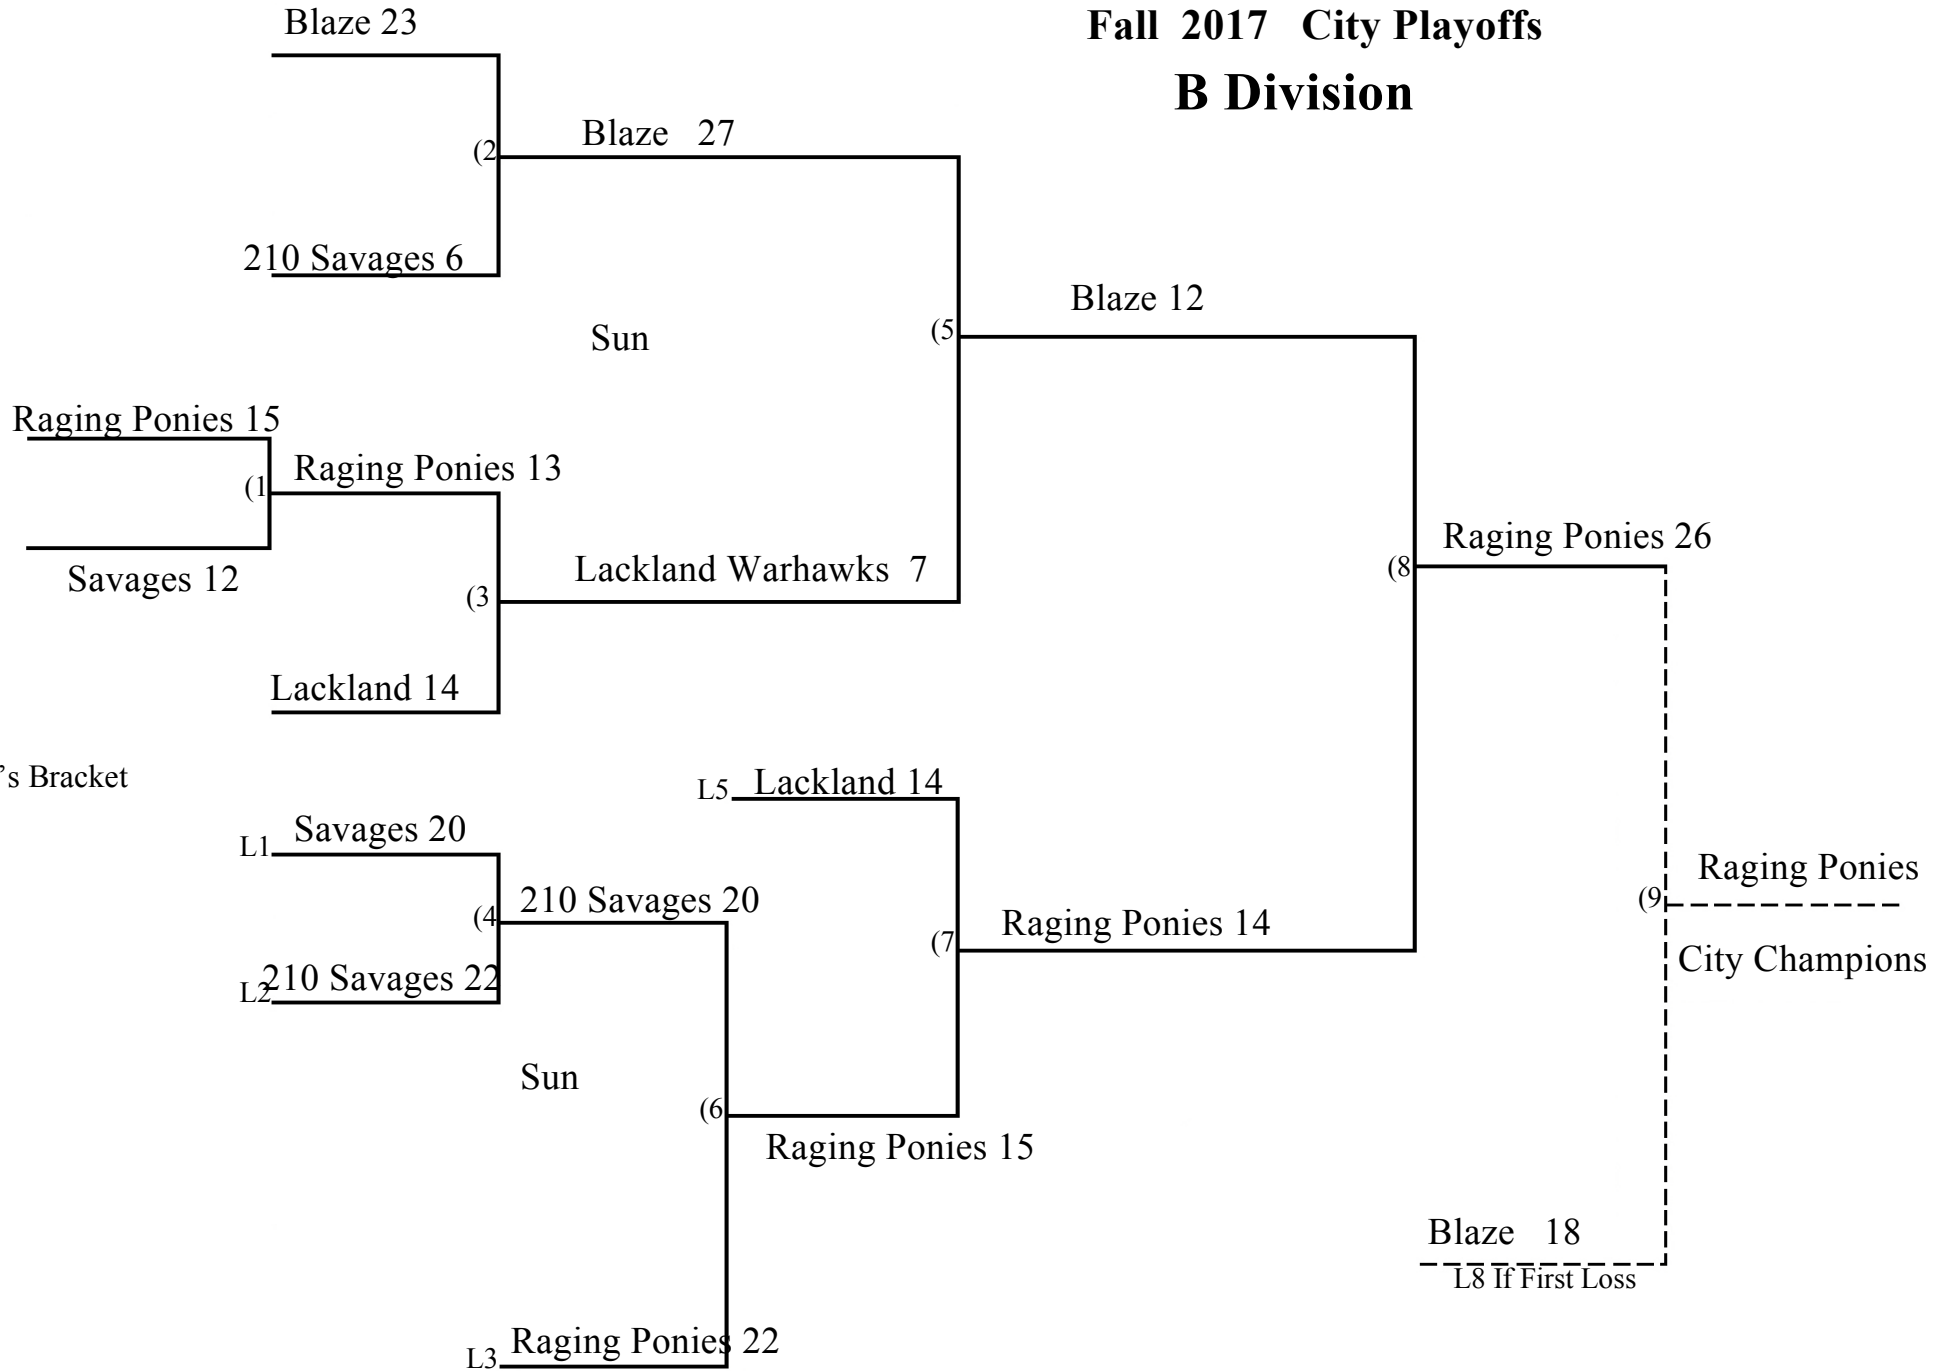 Blaze 23
Fall 2017 City Playoffs
B Division
(2
Blaze 27
210 Savages 6
Sun
(5
Blaze 12
Raging Ponies 15
(1
Raging Ponies 13
Savages 12
(3
Lackland Warhawks 7
(8
Raging Ponies 26
Lackland 14
’s Bracket
L5 Lackland 14
L1 Savages 20
(4
210 Savages 20
L2 210 Savages 22
(7
Raging Ponies 14
(9
Raging Ponies
City Champions
Sun
(6
Raging Ponies 15
Blaze 18
L8 If First Loss
L3 Raging Ponies 22